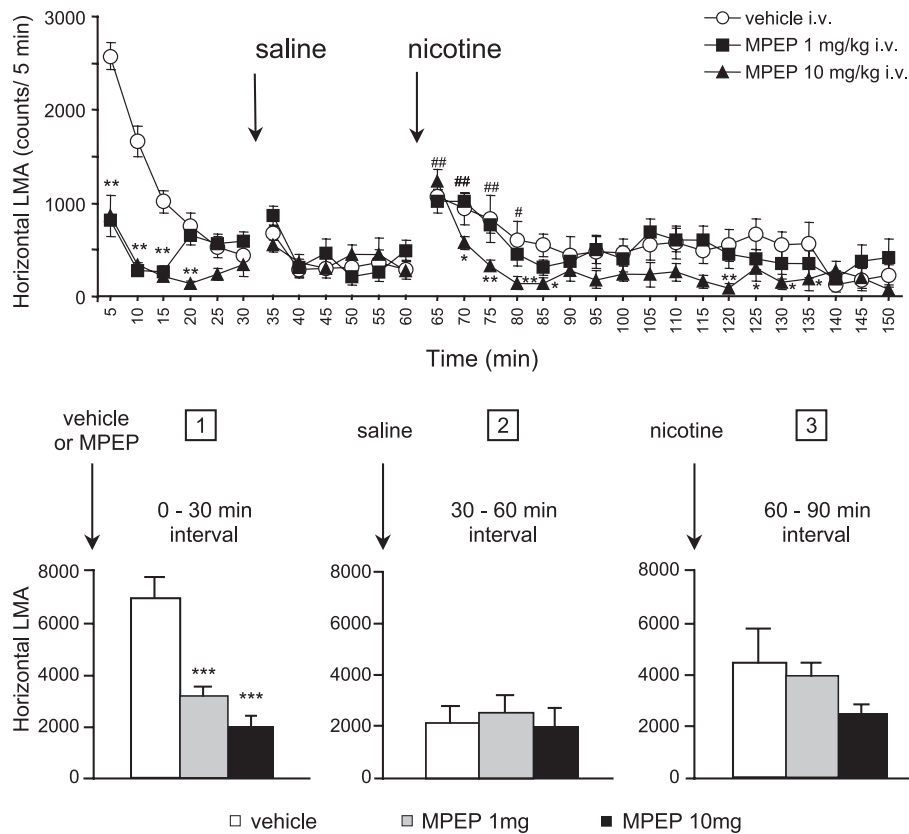 3000
2000
1000
0
Horizontal LMA (counts/ 5 min)
saline
nicotine
vehicle i.v.
MPEP 1 mg/kg i.v.
MPEP 10 mg/kg i.v.
** ** ** **
## ## ## #
* ** ** * ** * * *
5 10 15 20 25 30 35 40 45 50 55 60 65 70 75 80 85 90 95 100 105 110 115 120 125 130 135 140 145 150
Time (min)
vehicle
or MPEP
1
saline
2
nicotine
3
0 - 30 min
interval
30 - 60 min
interval
60 - 90 min
interval
Horizontal LMA
8000
6000
4000
2000
0
*** ***
8000
6000
4000
2000
0
8000
6000
4000
2000
0
vehicle MPEP 1mg MPEP 10mg